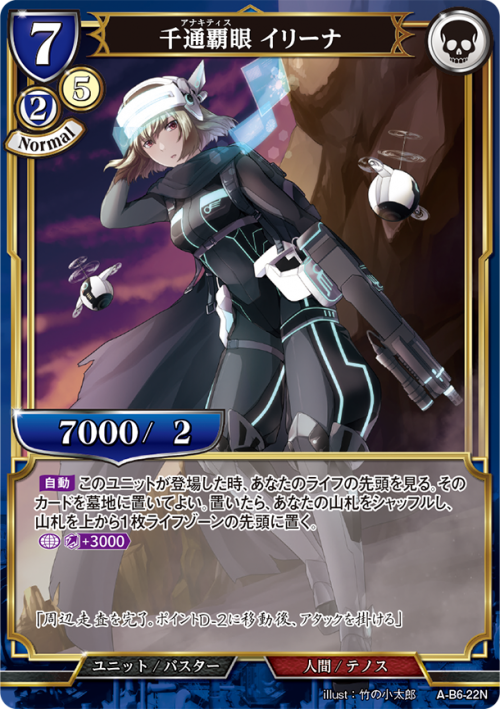 7
アナキティス
千通覇眼 イリーナ
2
5
Normal
7000/ 2
自動 このユニットが登場した時、あなたのライフの先頭を見る。その
カードを墓地に置いてよい。置いたら、あなたの山札をシャッフルし、
山札を上から1枚ライフゾーンの先頭に置く。
+3000
「周辺走査を完了。ポイントD-2に移動後、アタックを掛ける」
ユニット / バスター
人間 / テノス
illust：竹の小太郎
A-B6-22N